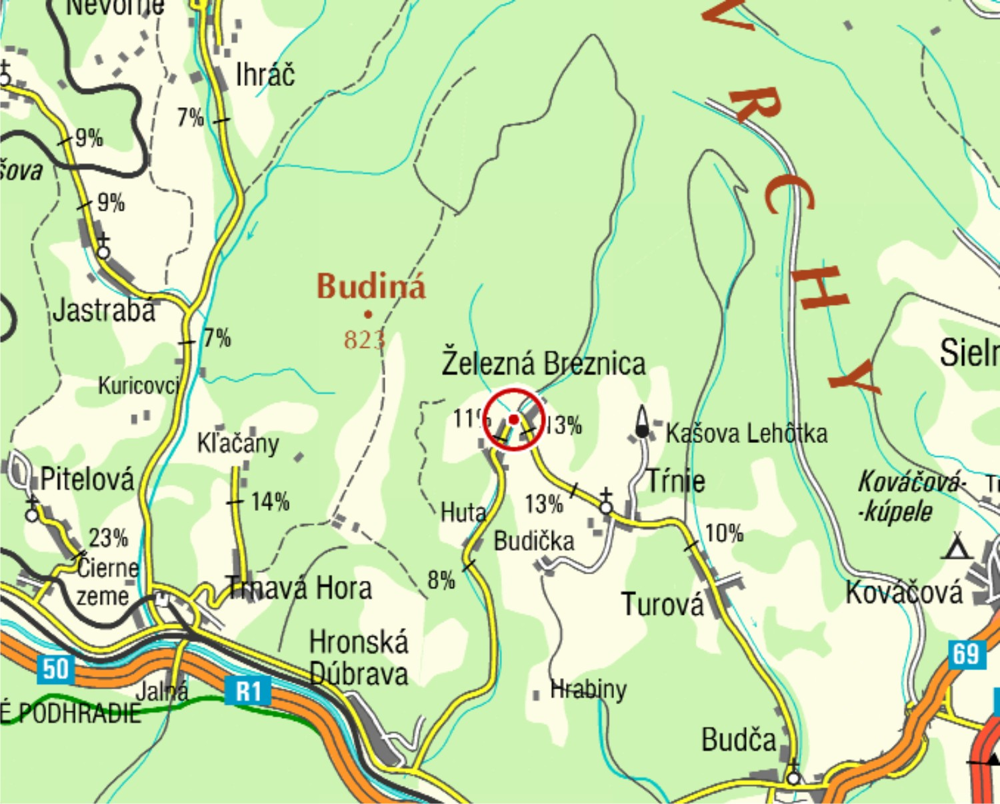 Nevoľné
V
Ihráč
R
7%
9%
šova
C
9%
H
Budiná
Jastrabá
823
7%
Sieln
Železná Breznica
Y
Kuricovci
11%
13%
Kašova Lehôtka
Kľačany
Pitelová
Tŕnie
Kováčová-
-kúpele
14%
13%
Huta
10%
23%
Budička
Čierne
zeme
8%
Trnavá Hora
Turová
Kováčová
Hronská
Dúbrava
69
50
R1
Jalná
Hrabiny
É PODHRADIE
Budča